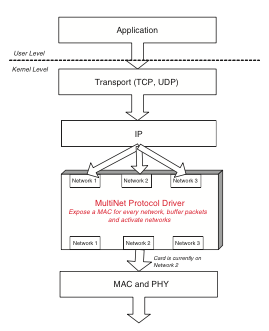 Application
User Level
Kernel Level
Transport (TCP, UDP)
IP
Network 1
Network 2
Network 3
MultiNet Protocol Driver
Expose a MAC for every network, buffer packets
and activate networks
Network 1
Network 2
Network 3
Card is currently on
Network 2
MAC and PHY